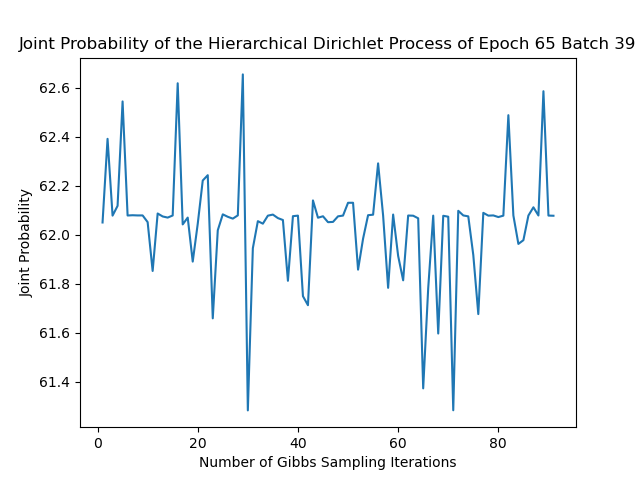 Joint Probability of the Hierarchical Dirichlet Process of Epoch 65 Batch 39
62.6
62.4
62.2
62.0
61.8
61.6
61.4
Joint Probability
0 20 40 60 80
Number of Gibbs Sampling Iterations